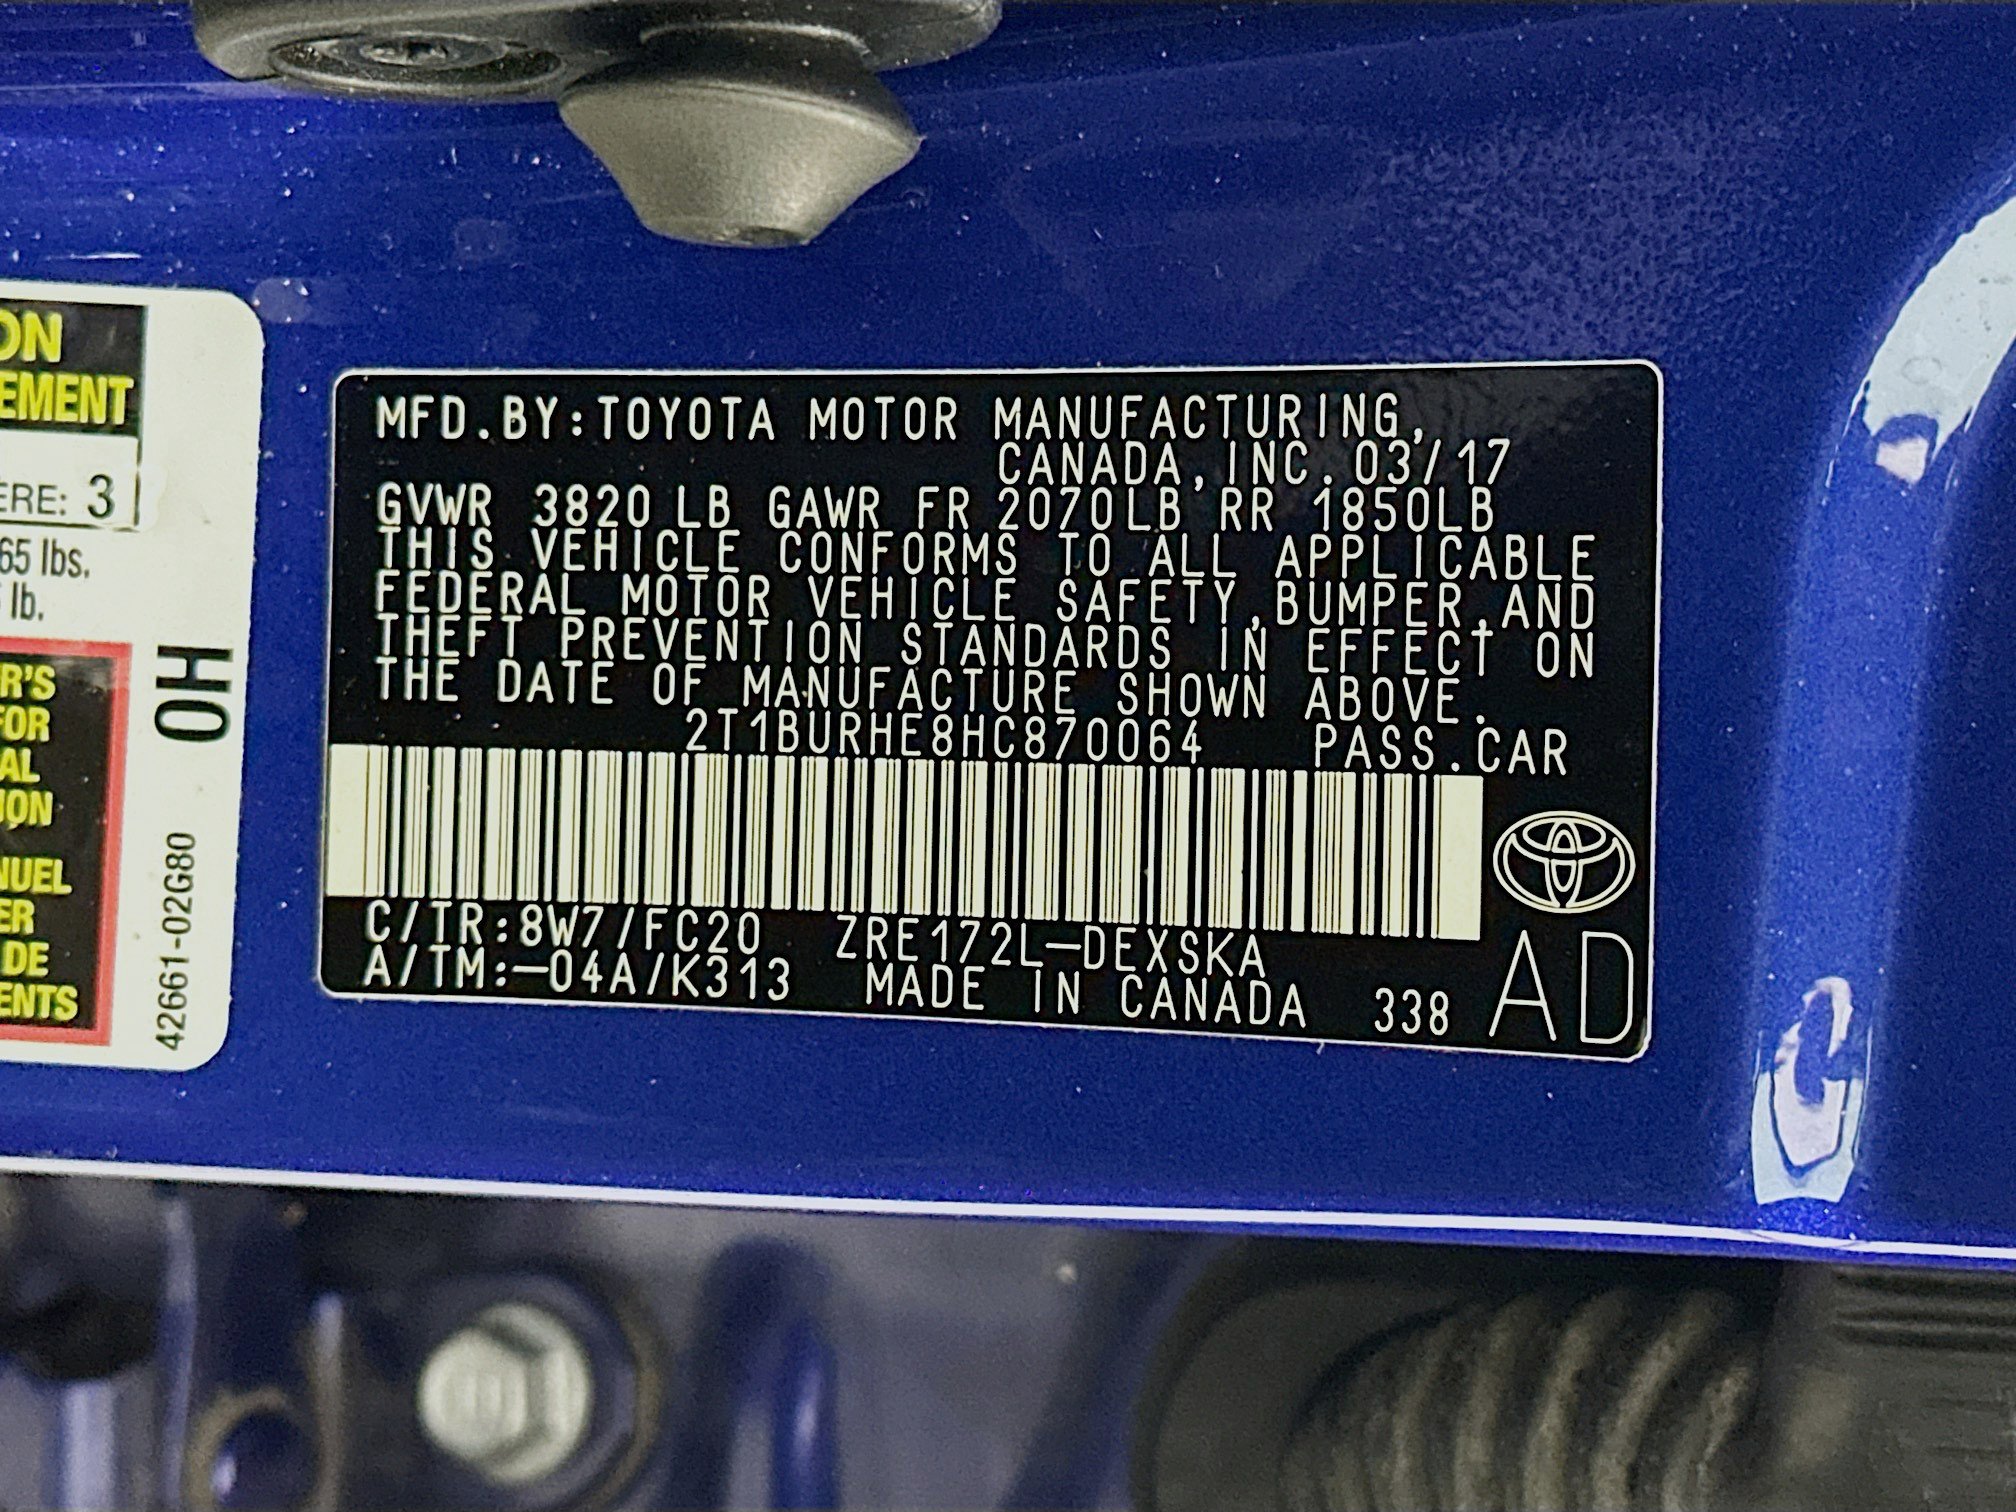 ON
EMENT
ERE: 3
65 lbs.
lb.
R'S
FOR
AL
ION
NUEL
ER
DE
ENTS
OH
42661-02G80
MFD.BY:TOYOTA MOTOR MANUFACTURING,
CANADA,INC.03/17
GVWR 3820 LB GAWR FR 2070LB RR 1850LB
THIS VEHICLE CONFORMS TO ALL APPLICABLE
FEDERAL MOTOR VEHICLE SAFETY,BUMPER,AND
THEFT PREVENTION STANDARDS IN EFFECT ON
THE DATE OF MANUFACTURE SHOWN ABOVE.
2T1BURHE8HC870064 PASS.CAR
C/TR:8W7/FC20 ZRE172L-DEXSKA
A/TM:-04A/K313 MADE IN CANADA 338 AD